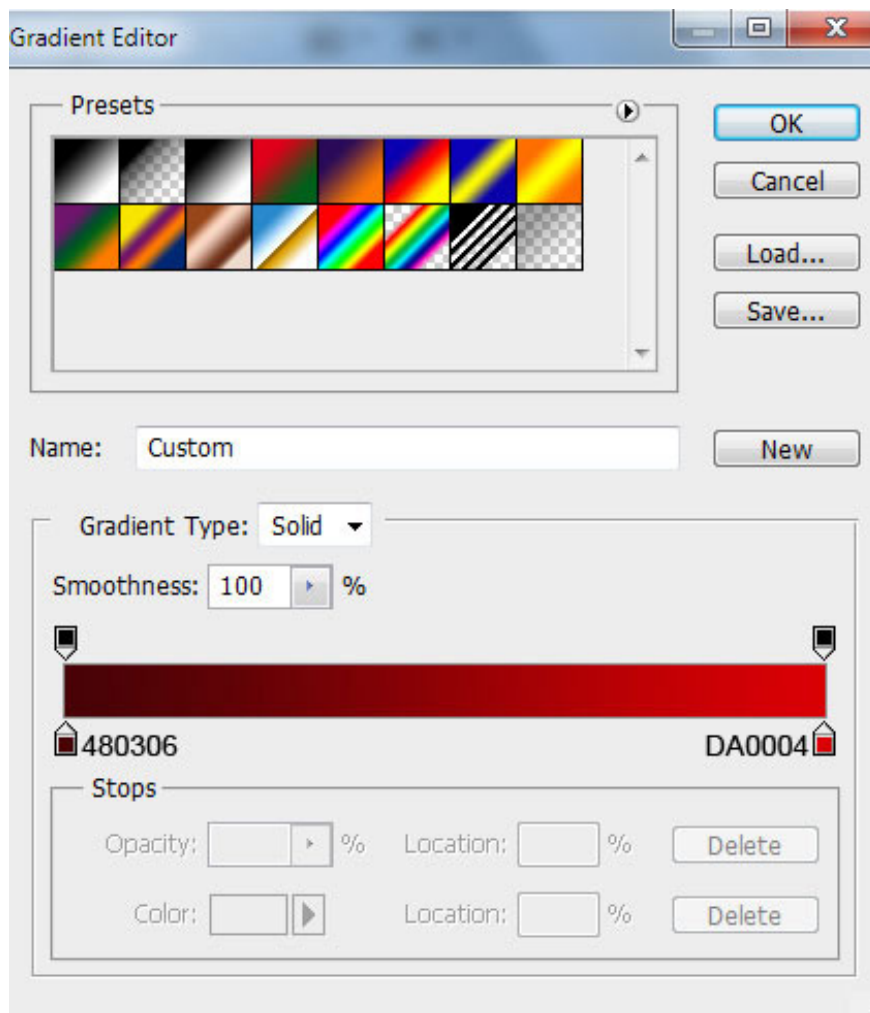 Gradient Editor
Presets
OK
Cancel
Load...
Save...
Name: Custom New
Gradient Type: Solid
Smoothness: 100 %
480306 DA0004
Stops
Opacity: % Location: % Delete
Color: Location: % Delete